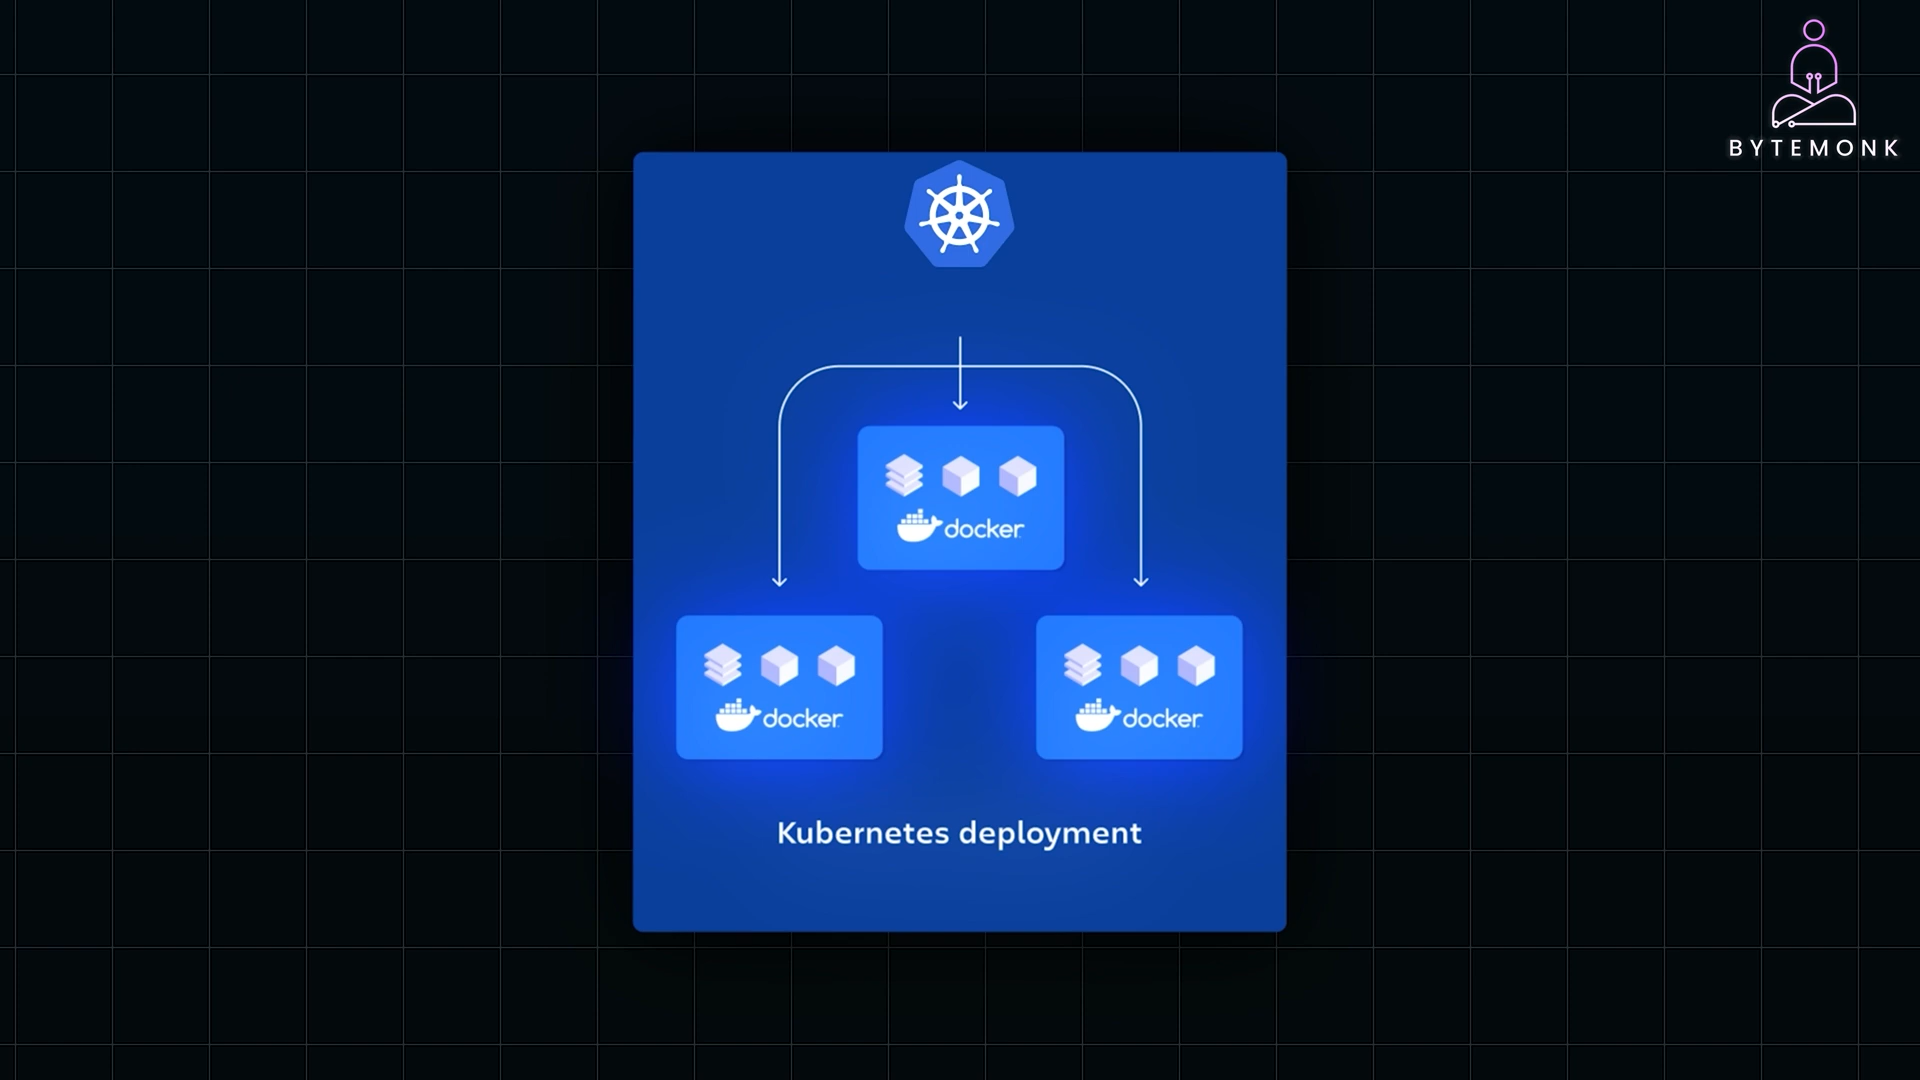 BYTEMONK
docker
docker
docker
Kubernetes deployment